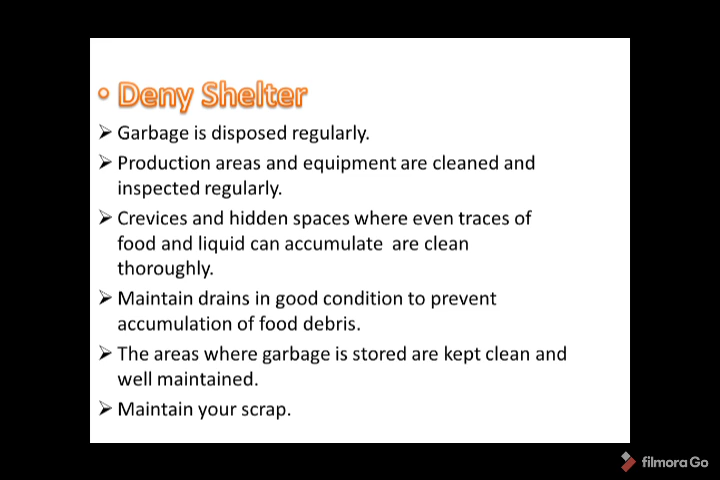 • Deny Shelter
➢ Garbage is disposed regularly.
➢ Production areas and equipment are cleaned and
inspected regularly.
➢ Crevices and hidden spaces where even traces of
food and liquid can accumulate  are clean
thoroughly.
➢ Maintain drains in good condition to prevent
accumulation of food debris.
➢ The areas where garbage is stored are kept clean and
well maintained.
➢ Maintain your scrap.
filmora Go